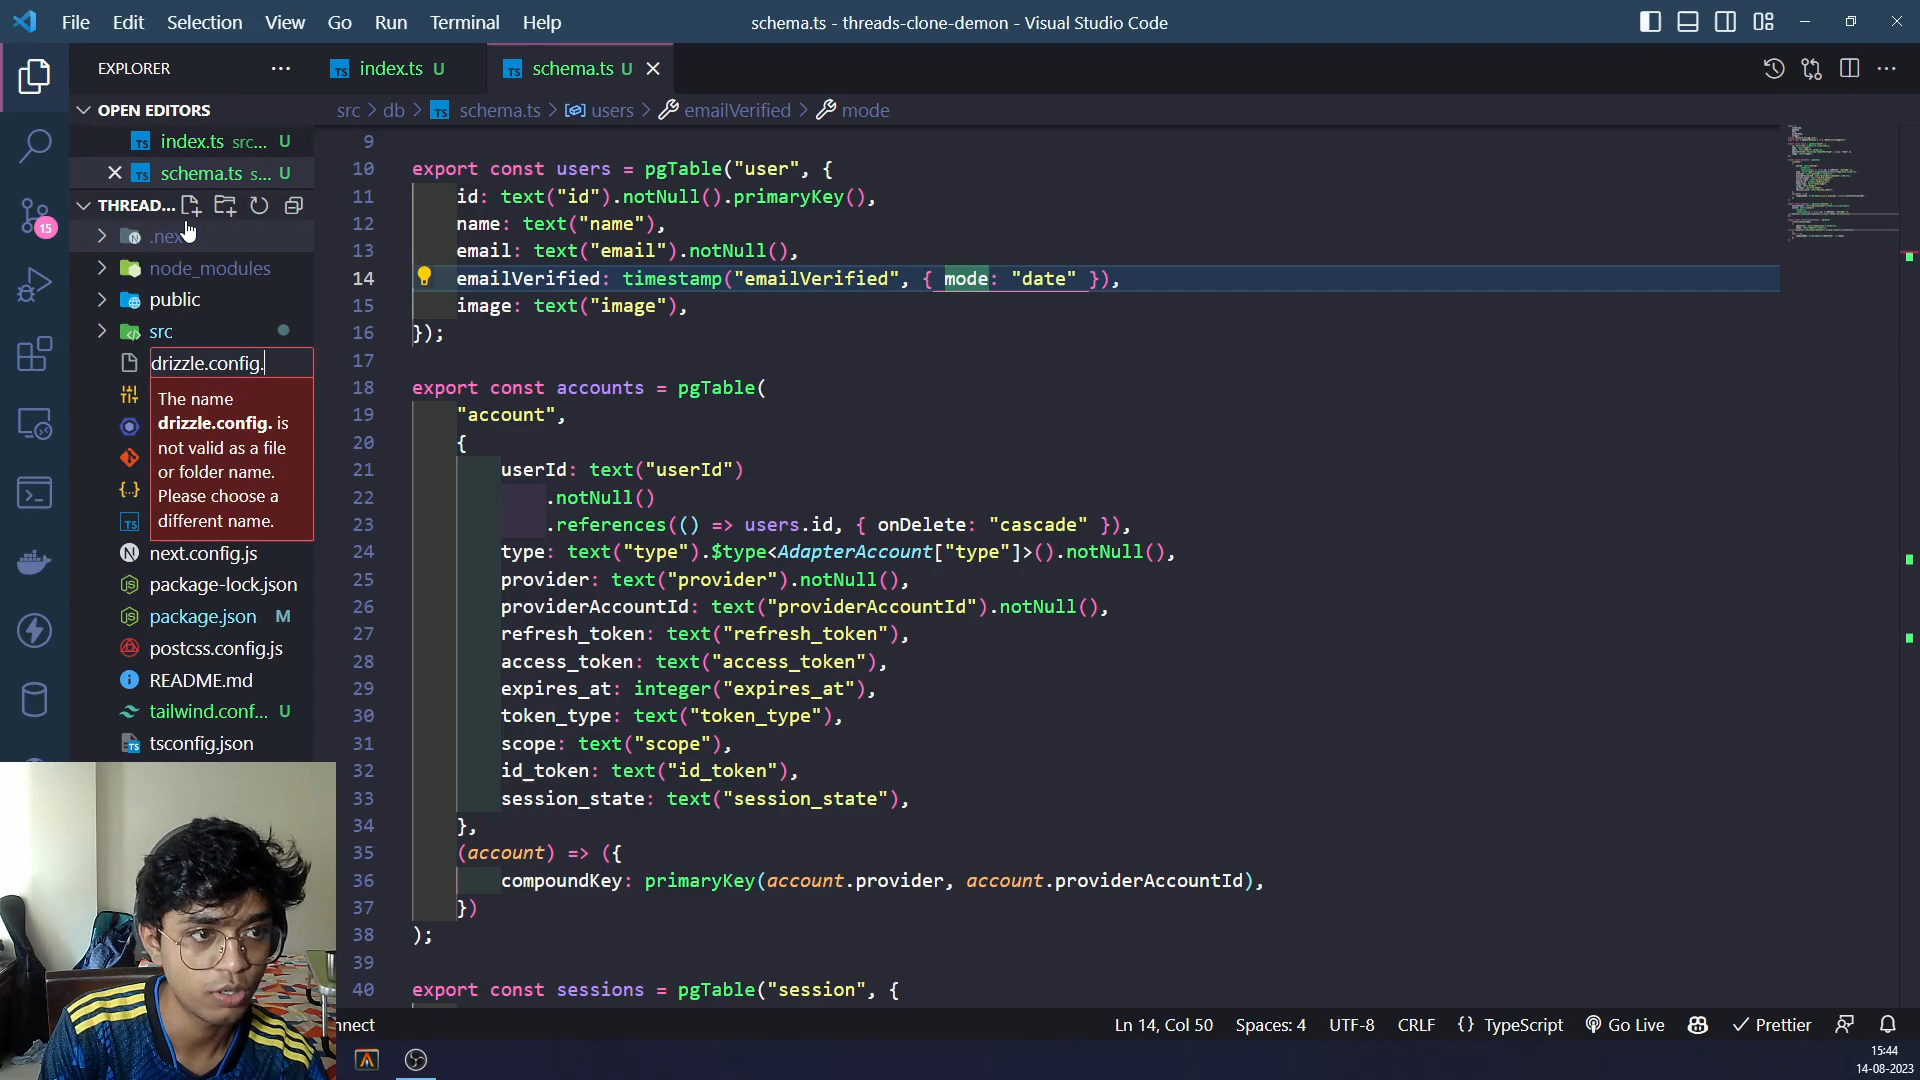 File Edit Selection View Go Run Terminal Help
schema.ts - threads-clone-demon - Visual Studio Code
EXPLORER
index.ts U
schema.ts U
OPEN EDITORS
src > db > schema.ts > users > emailVerified > mode
index.ts src... U
schema.ts s... U
THREAD...
.nex
node_modules
public
src
drizzle.config.
The name
drizzle.config. is
not valid as a file
or folder name.
Please choose a
different name.
next.config.js
package-lock.json
package.json M
postcss.config.js
README.md
tailwind.conf... U
tsconfig.json
15
9
10 export const users = pgTable("user", {
11 id: text("id").notNull().primaryKey(),
12 name: text("name"),
13 email: text("email").notNull(),
14 emailVerified: timestamp("emailVerified", { mode: "date" }),
15 image: text("image"),
16 });
17
18 export const accounts = pgTable(
19 "account",
20 {
21 userId: text("userId")
22 .notNull()
23 .references(() => users.id, { onDelete: "cascade" }),
24 type: text("type").$type<AdapterAccount["type"]>().notNull(),
25 provider: text("provider").notNull(),
26 providerAccountId: text("providerAccountId").notNull(),
27 refresh_token: text("refresh_token"),
28 access_token: text("access_token"),
29 expires_at: integer("expires_at"),
30 token_type: text("token_type"),
31 scope: text("scope"),
32 id_token: text("id_token"),
33 session_state: text("session_state"),
34 },
35 (account) => ({
36 compoundKey: primaryKey(account.provider, account.providerAccountId),
37 })
38 );
39
40 export const sessions = pgTable("session", {
nnect
Ln 14, Col 50 Spaces: 4 UTF-8 CRLF {} TypeScript Go Live Prettier
15:44
14-08-2023